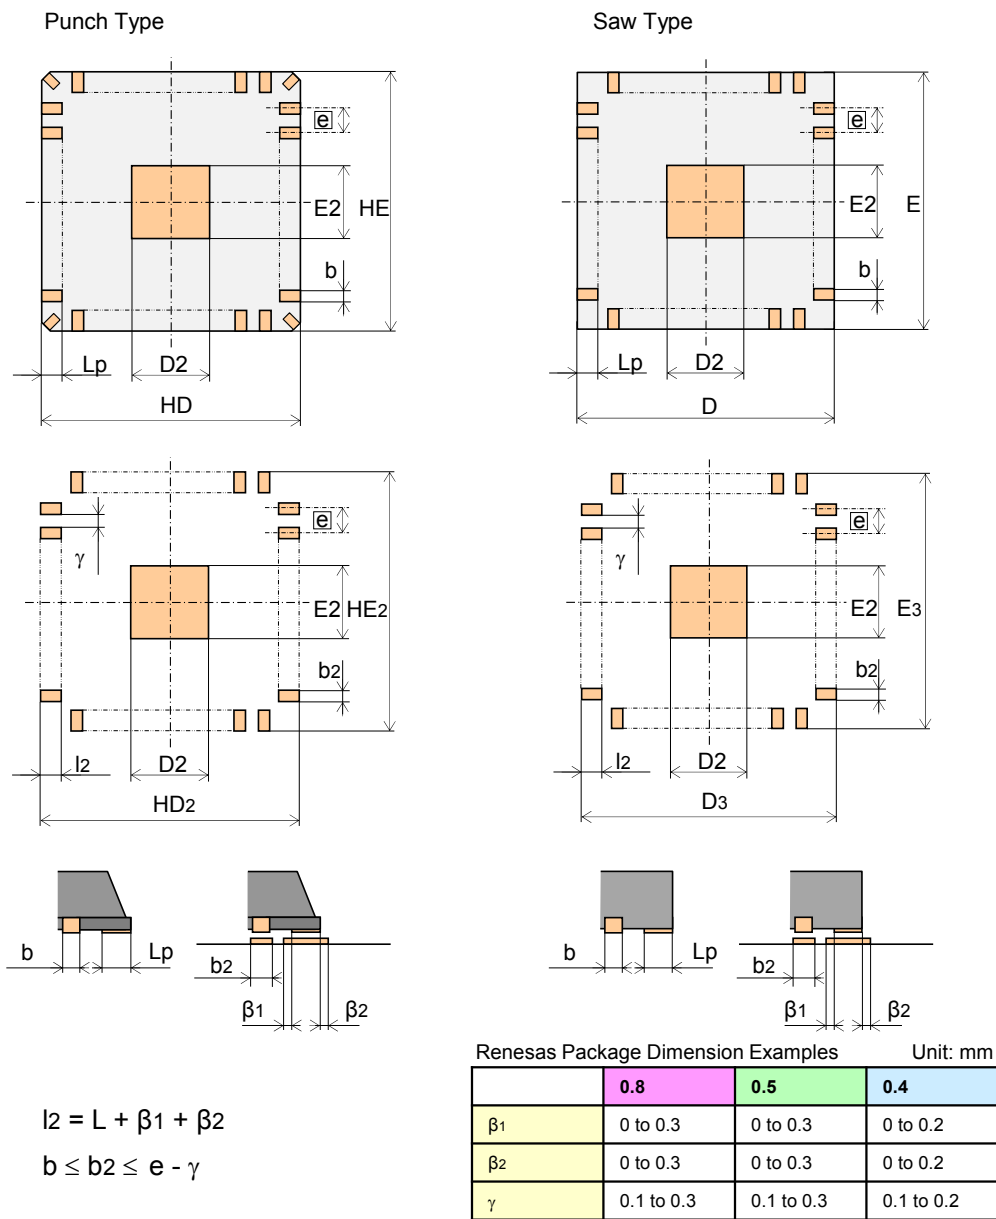 Punch Type
Saw Type
e
E2
HE
b
Lp
D2
HD
e
E2
E
b
Lp
D2
D
γ
e
E2
HE2
b2
l2
D2
HD2
γ
e
E2
E3
b2
l2
D2
D3
b
Lp
b2
β1
β2
b
Lp
b2
β1
β2
l2 = L + β1 + β2
b ≤ b2 ≤ e - γ
Renesas Package Dimension Examples Unit: mm
0.8 0.5 0.4
β1 0 to 0.3 0 to 0.3 0 to 0.2
β2 0 to 0.3 0 to 0.3 0 to 0.2
γ 0.1 to 0.3 0.1 to 0.3 0.1 to 0.2